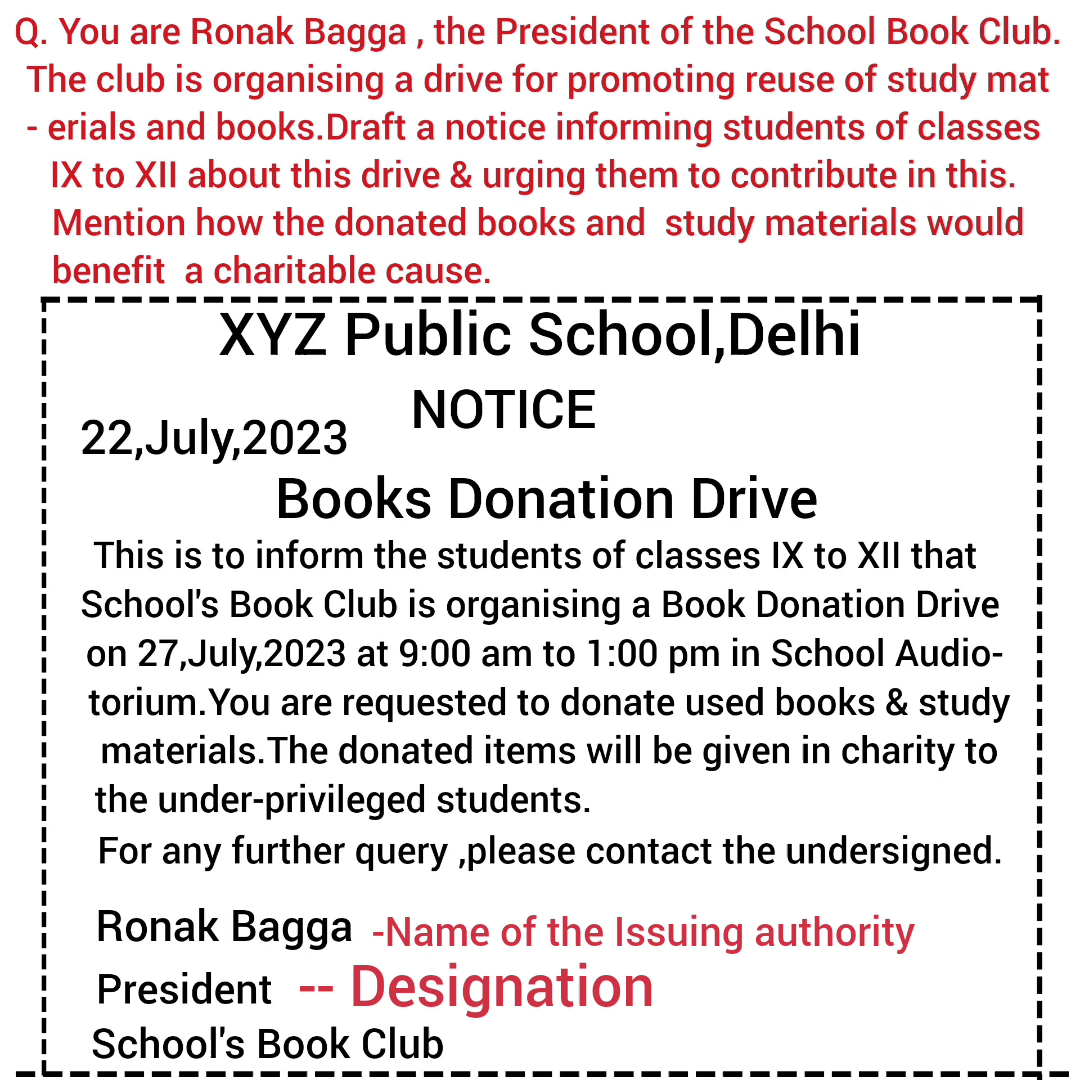 Q. You are Ronak Bagga , the President of the School Book Club.
The club is organising a drive for promoting reuse of study mat
- erials and books.Draft a notice informing students of classes
IX to XII about this drive & urging them to contribute in this.
Mention how the donated books and study materials would
benefit a charitable cause.
XYZ Public School,Delhi
NOTICE
22,July,2023
Books Donation Drive
This is to inform the students of classes IX to XII that
School's Book Club is organising a Book Donation Drive
on 27,July,2023 at 9:00 am to 1:00 pm in School Audio-
torium.You are requested to donate used books & study
materials.The donated items will be given in charity to
the under-privileged students.
For any further query ,please contact the undersigned.
Ronak Bagga -Name of the Issuing authority
President -- Designation
School's Book Club